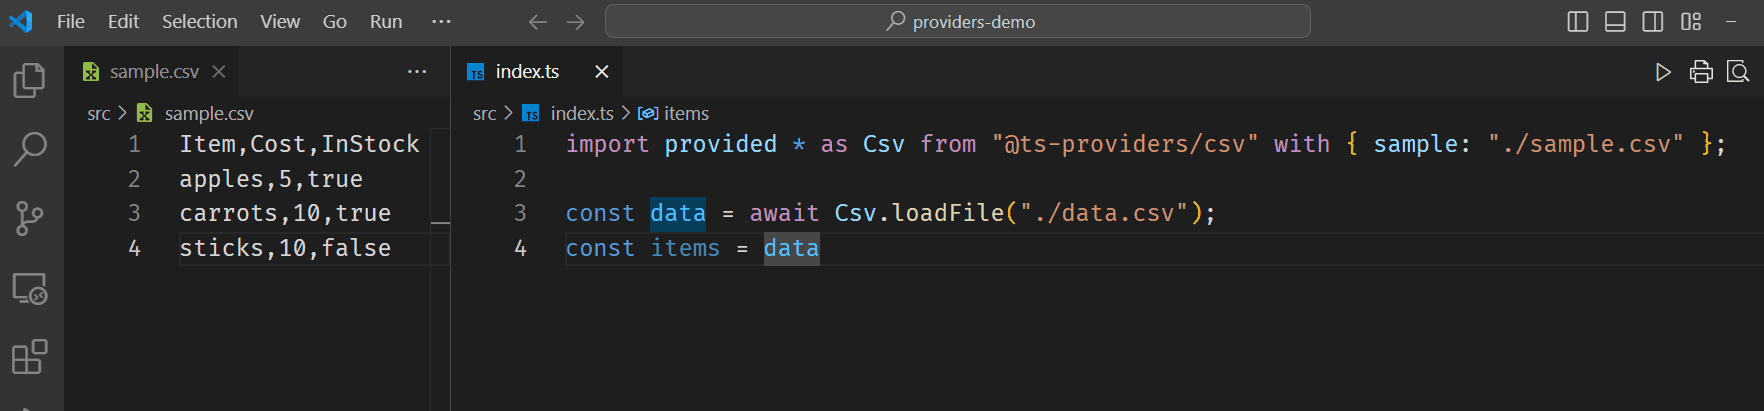 File Edit Selection View Go Run ···
providers-demo
sample.csv ···
src > sample.csv
1 Item,Cost,InStock
2 apples,5,true
3 carrots,10,true
4 sticks,10,false
TS index.ts
src > TS index.ts > items
1 import provided * as Csv from "@ts-providers/csv" with { sample: "./sample.csv" };
2
3 const data = await Csv.loadFile("./data.csv");
4 const items = data